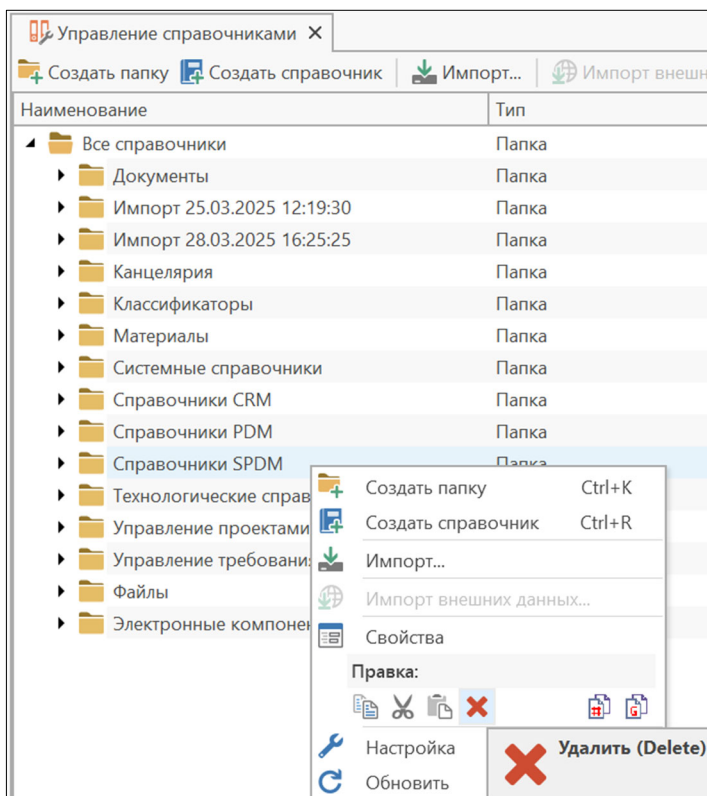 Управление справочниками
Создать папку Создать справочник Импорт... Импорт внешн
Наименование Тип
Все справочники Папка
Документы Папка
Импорт 25.03.2025 12:19:30 Папка
Импорт 28.03.2025 16:25:25 Папка
Канцелярия Папка
Классификаторы Папка
Материалы Папка
Системные справочники Папка
Справочники CRM Папка
Справочники PDM Папка
Справочники SPDM Папка
Технологические справ
Управление проектами
Управление требовани
Файлы
Электронные компонен
Создать папку Ctrl+K
Создать справочник Ctrl+R
Импорт...
Импорт внешних данных...
Свойства
Правка:
Настройка
Обновить
Удалить (Delete)